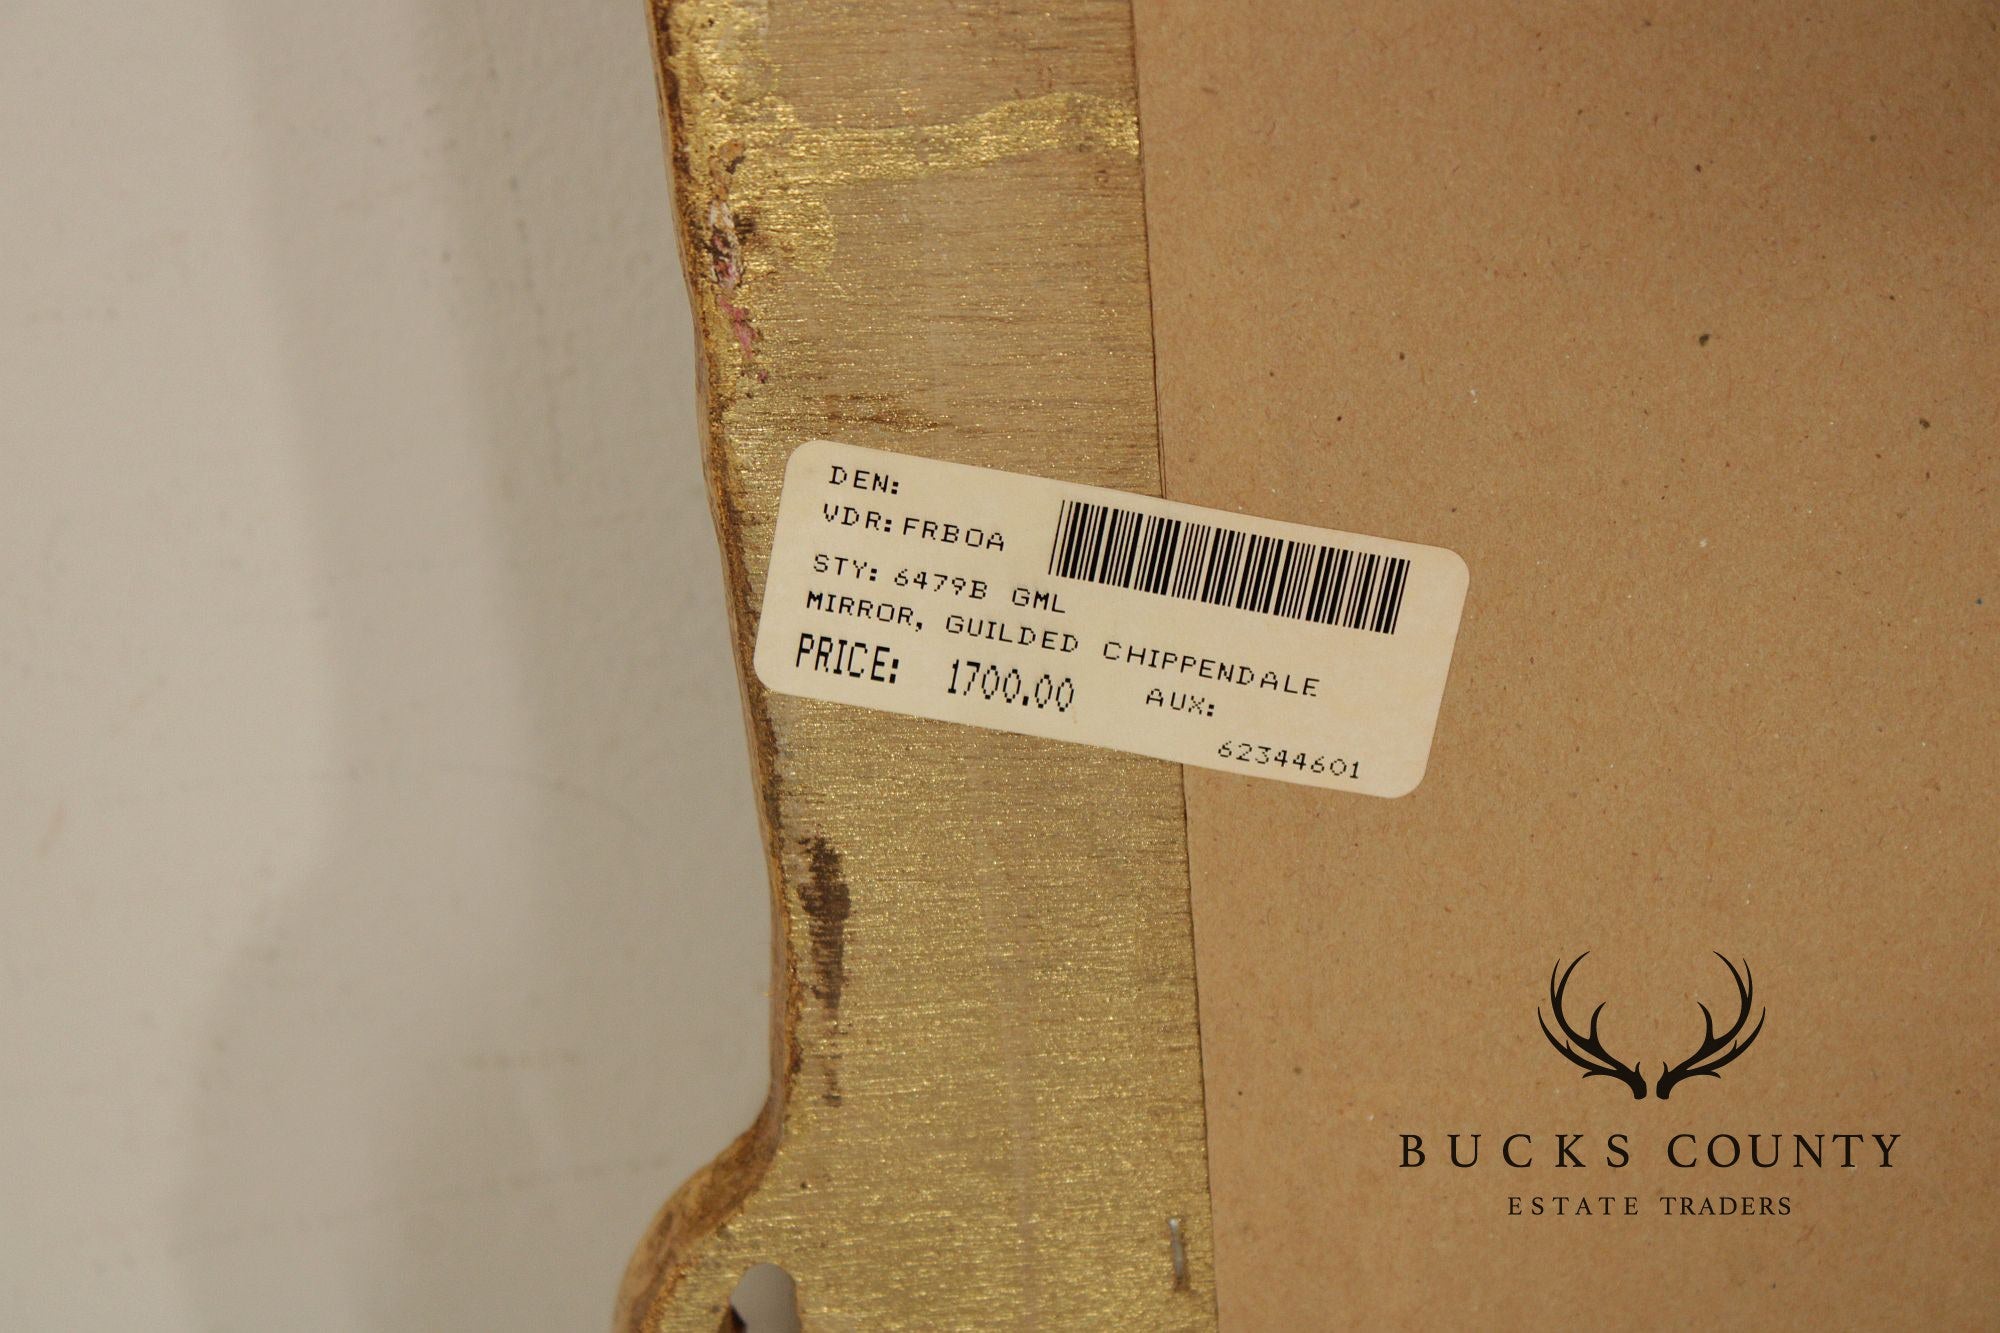 DEN:
VDR: FRBOA
STY: 6479B GML
MIRROR, GUILDED CHIPPENDALE
PRICE: 1700.00 AUX:
62344601
BUCKS COUNTY
ESTATE TRADERS